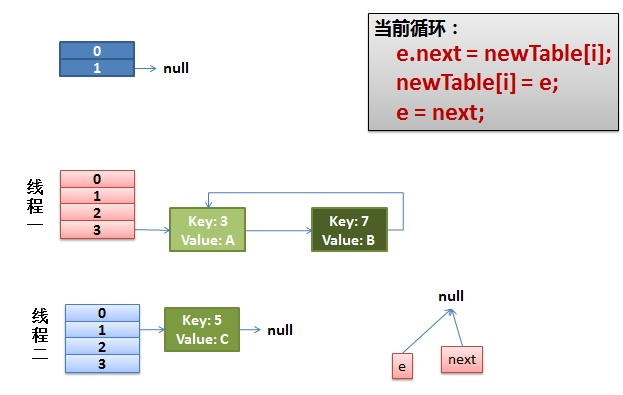 当前循环：
e.next = newTable[i];
newTable[i] = e;
e = next;
0
1
null
线程一
0
1
2
3
Key: 3
Value: A
Key: 7
Value: B
线程二
0
1
2
3
Key: 5
Value: C
null
null
e
next